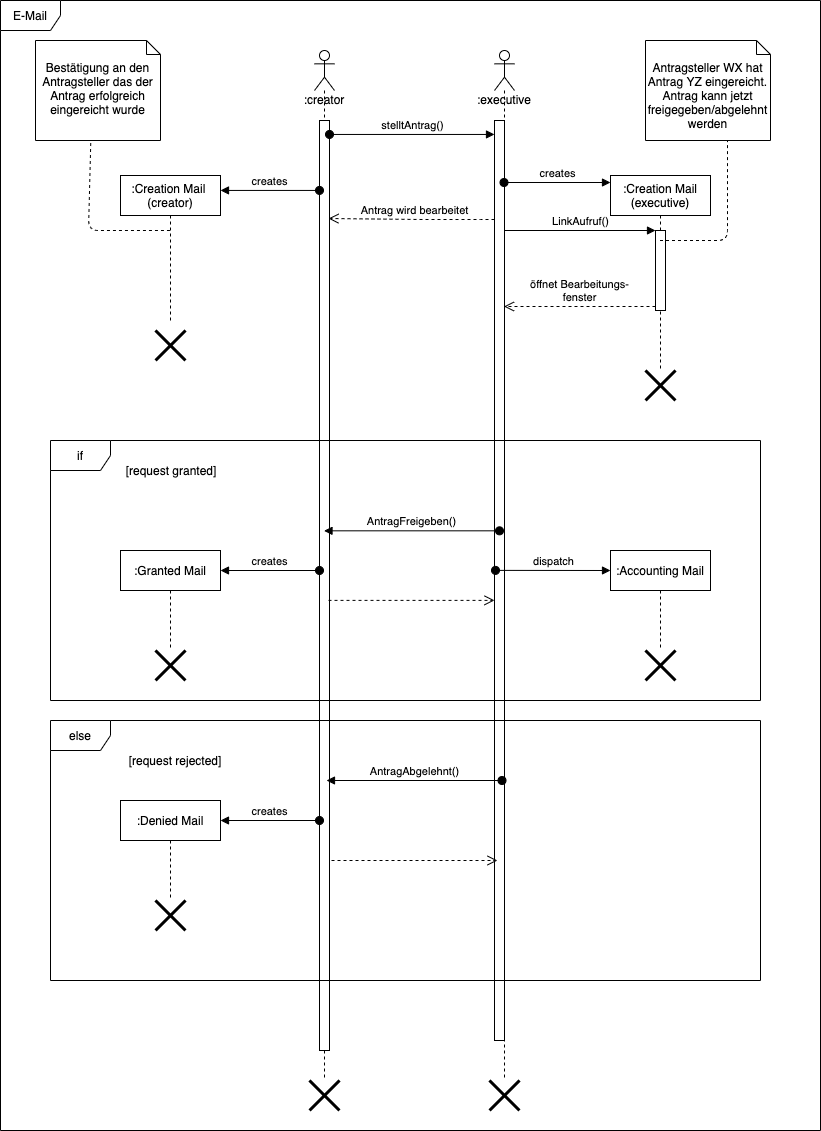 E-Mail
Bestätigung an den
Antragsteller das der
Antrag erfolgreich
eingereicht wurde
Antragsteller WX hat
Antrag YZ eingereicht.
Antrag kann jetzt
freigegeben/abgelehnt
werden
:creator
:executive
stelltAntrag()
creates
creates
:Creation Mail
(creator)
:Creation Mail
(executive)
Antrag wird bearbeitet
LinkAufruf()
öffnet Bearbeitungs-
fenster
if
[request granted]
AntragFreigeben()
:Granted Mail
creates
dispatch
:Accounting Mail
else
[request rejected]
AntragAbgelehnt()
:Denied Mail
creates